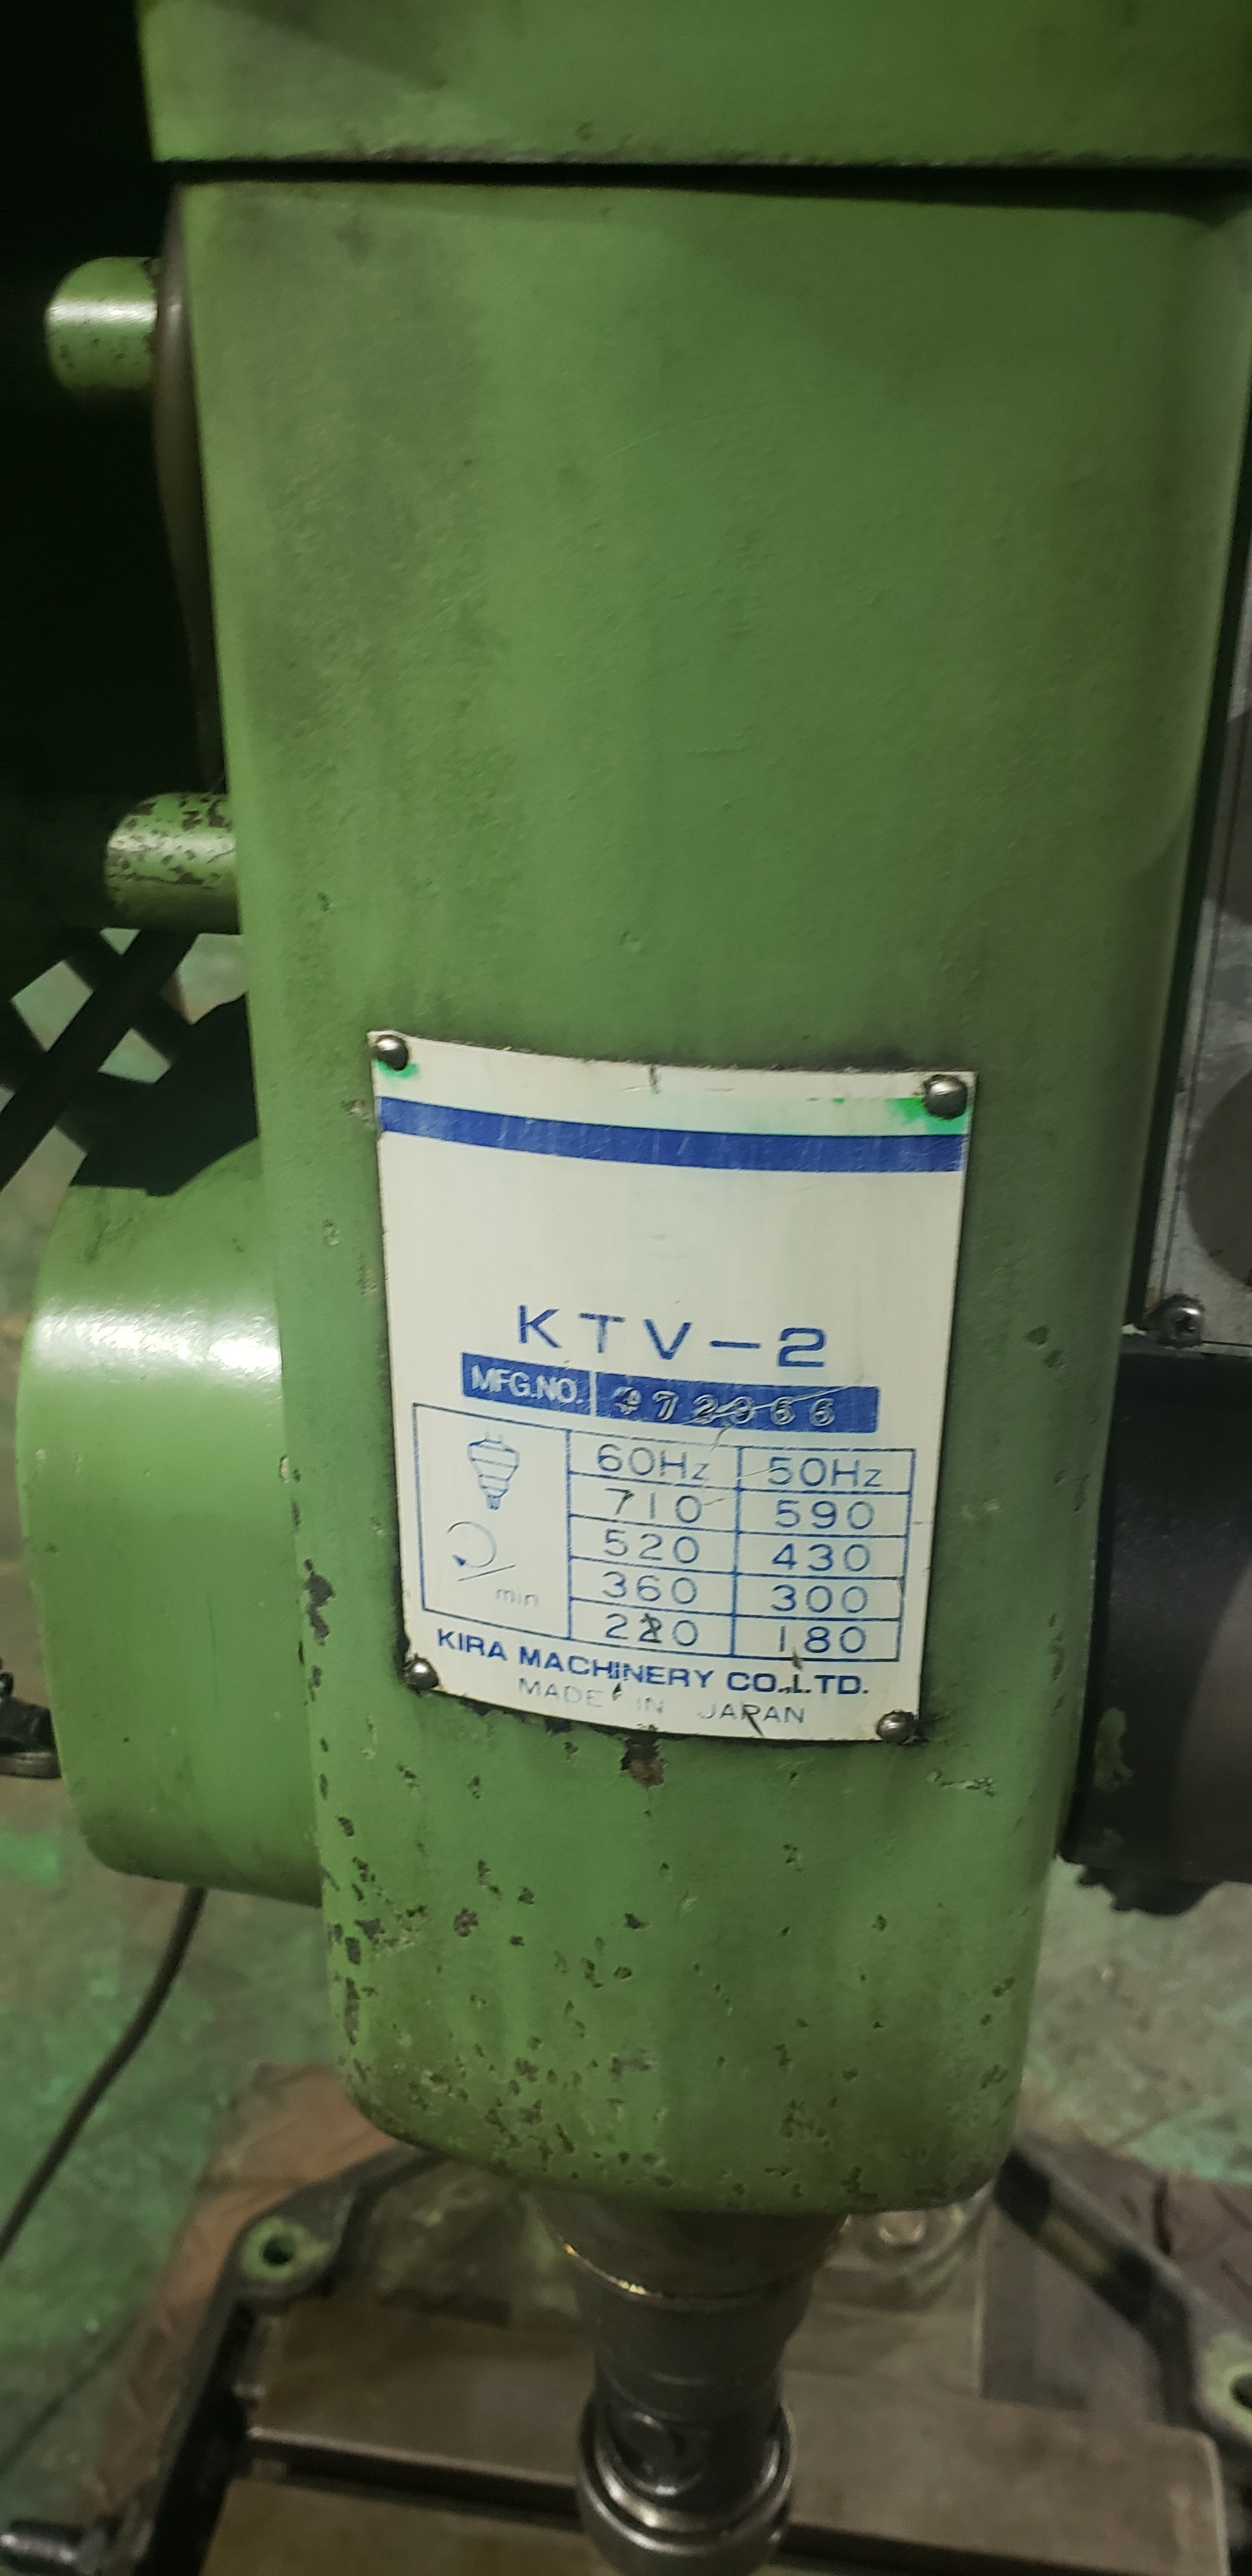 KTV-2
MFG.NO.
60Hz 50Hz
710 590
520 430
360 300
min
220 180
KIRA MACHINERY CO.,LTD.
MADE IN JAPAN